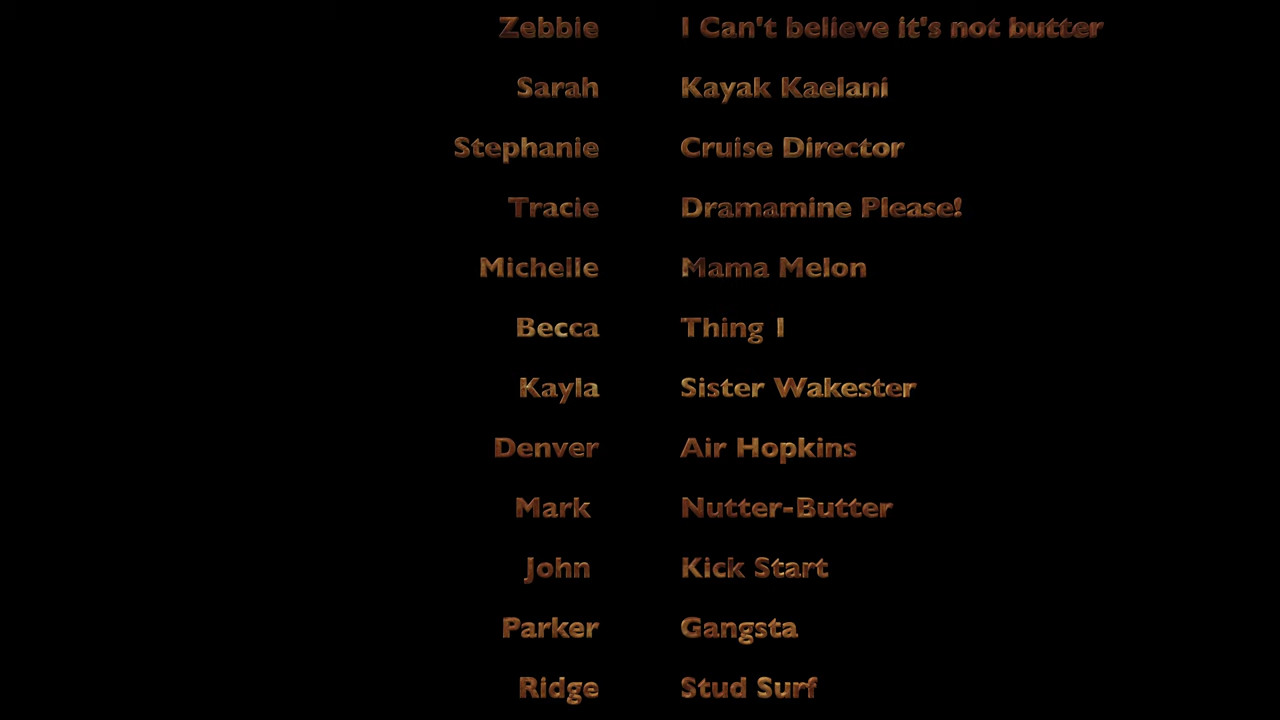 Zebbie I Can't believe it's not butter
Sarah Kayak Kaelani
Stephanie Cruise Director
Tracie Dramamine Please!
Michelle Mama Melon
Becca Thing 1
Kayla Sister Wakester
Denver Air Hopkins
Mark Nutter-Butter
John Kick Start
Parker Gangsta
Ridge Stud Surf